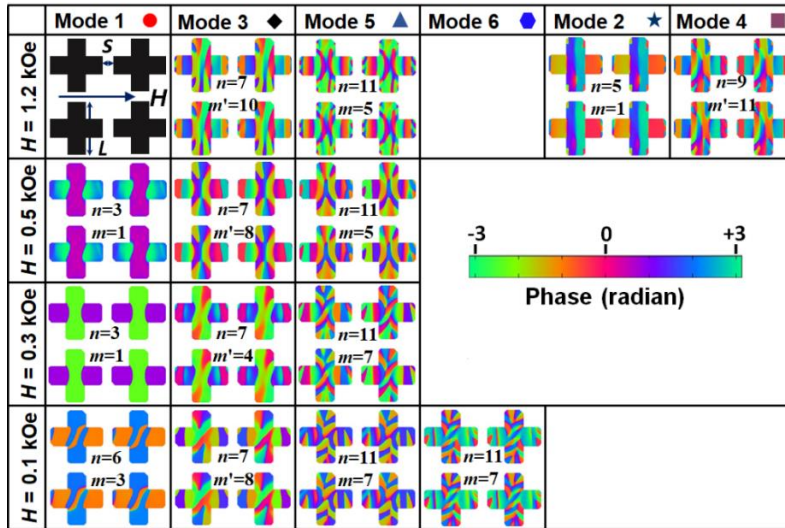 Mode 1 Mode 3 Mode 5 Mode 6 Mode 2 Mode 4
H = 1.2 kOe
S
H
L
n=7
m'=10
n=11
m=5
n=5
m=1
n=9
m'=11
H = 0.5 kOe
n=3
m=1
n=7
m'=8
n=11
m=5
-3 0 +3
Phase (radian)
H = 0.3 kOe
n=3
m=1
n=7
m'=4
n=11
m=7
H = 0.1 kOe
n=6
m=3
n=7
m'=8
n=11
m=7
n=11
m=7